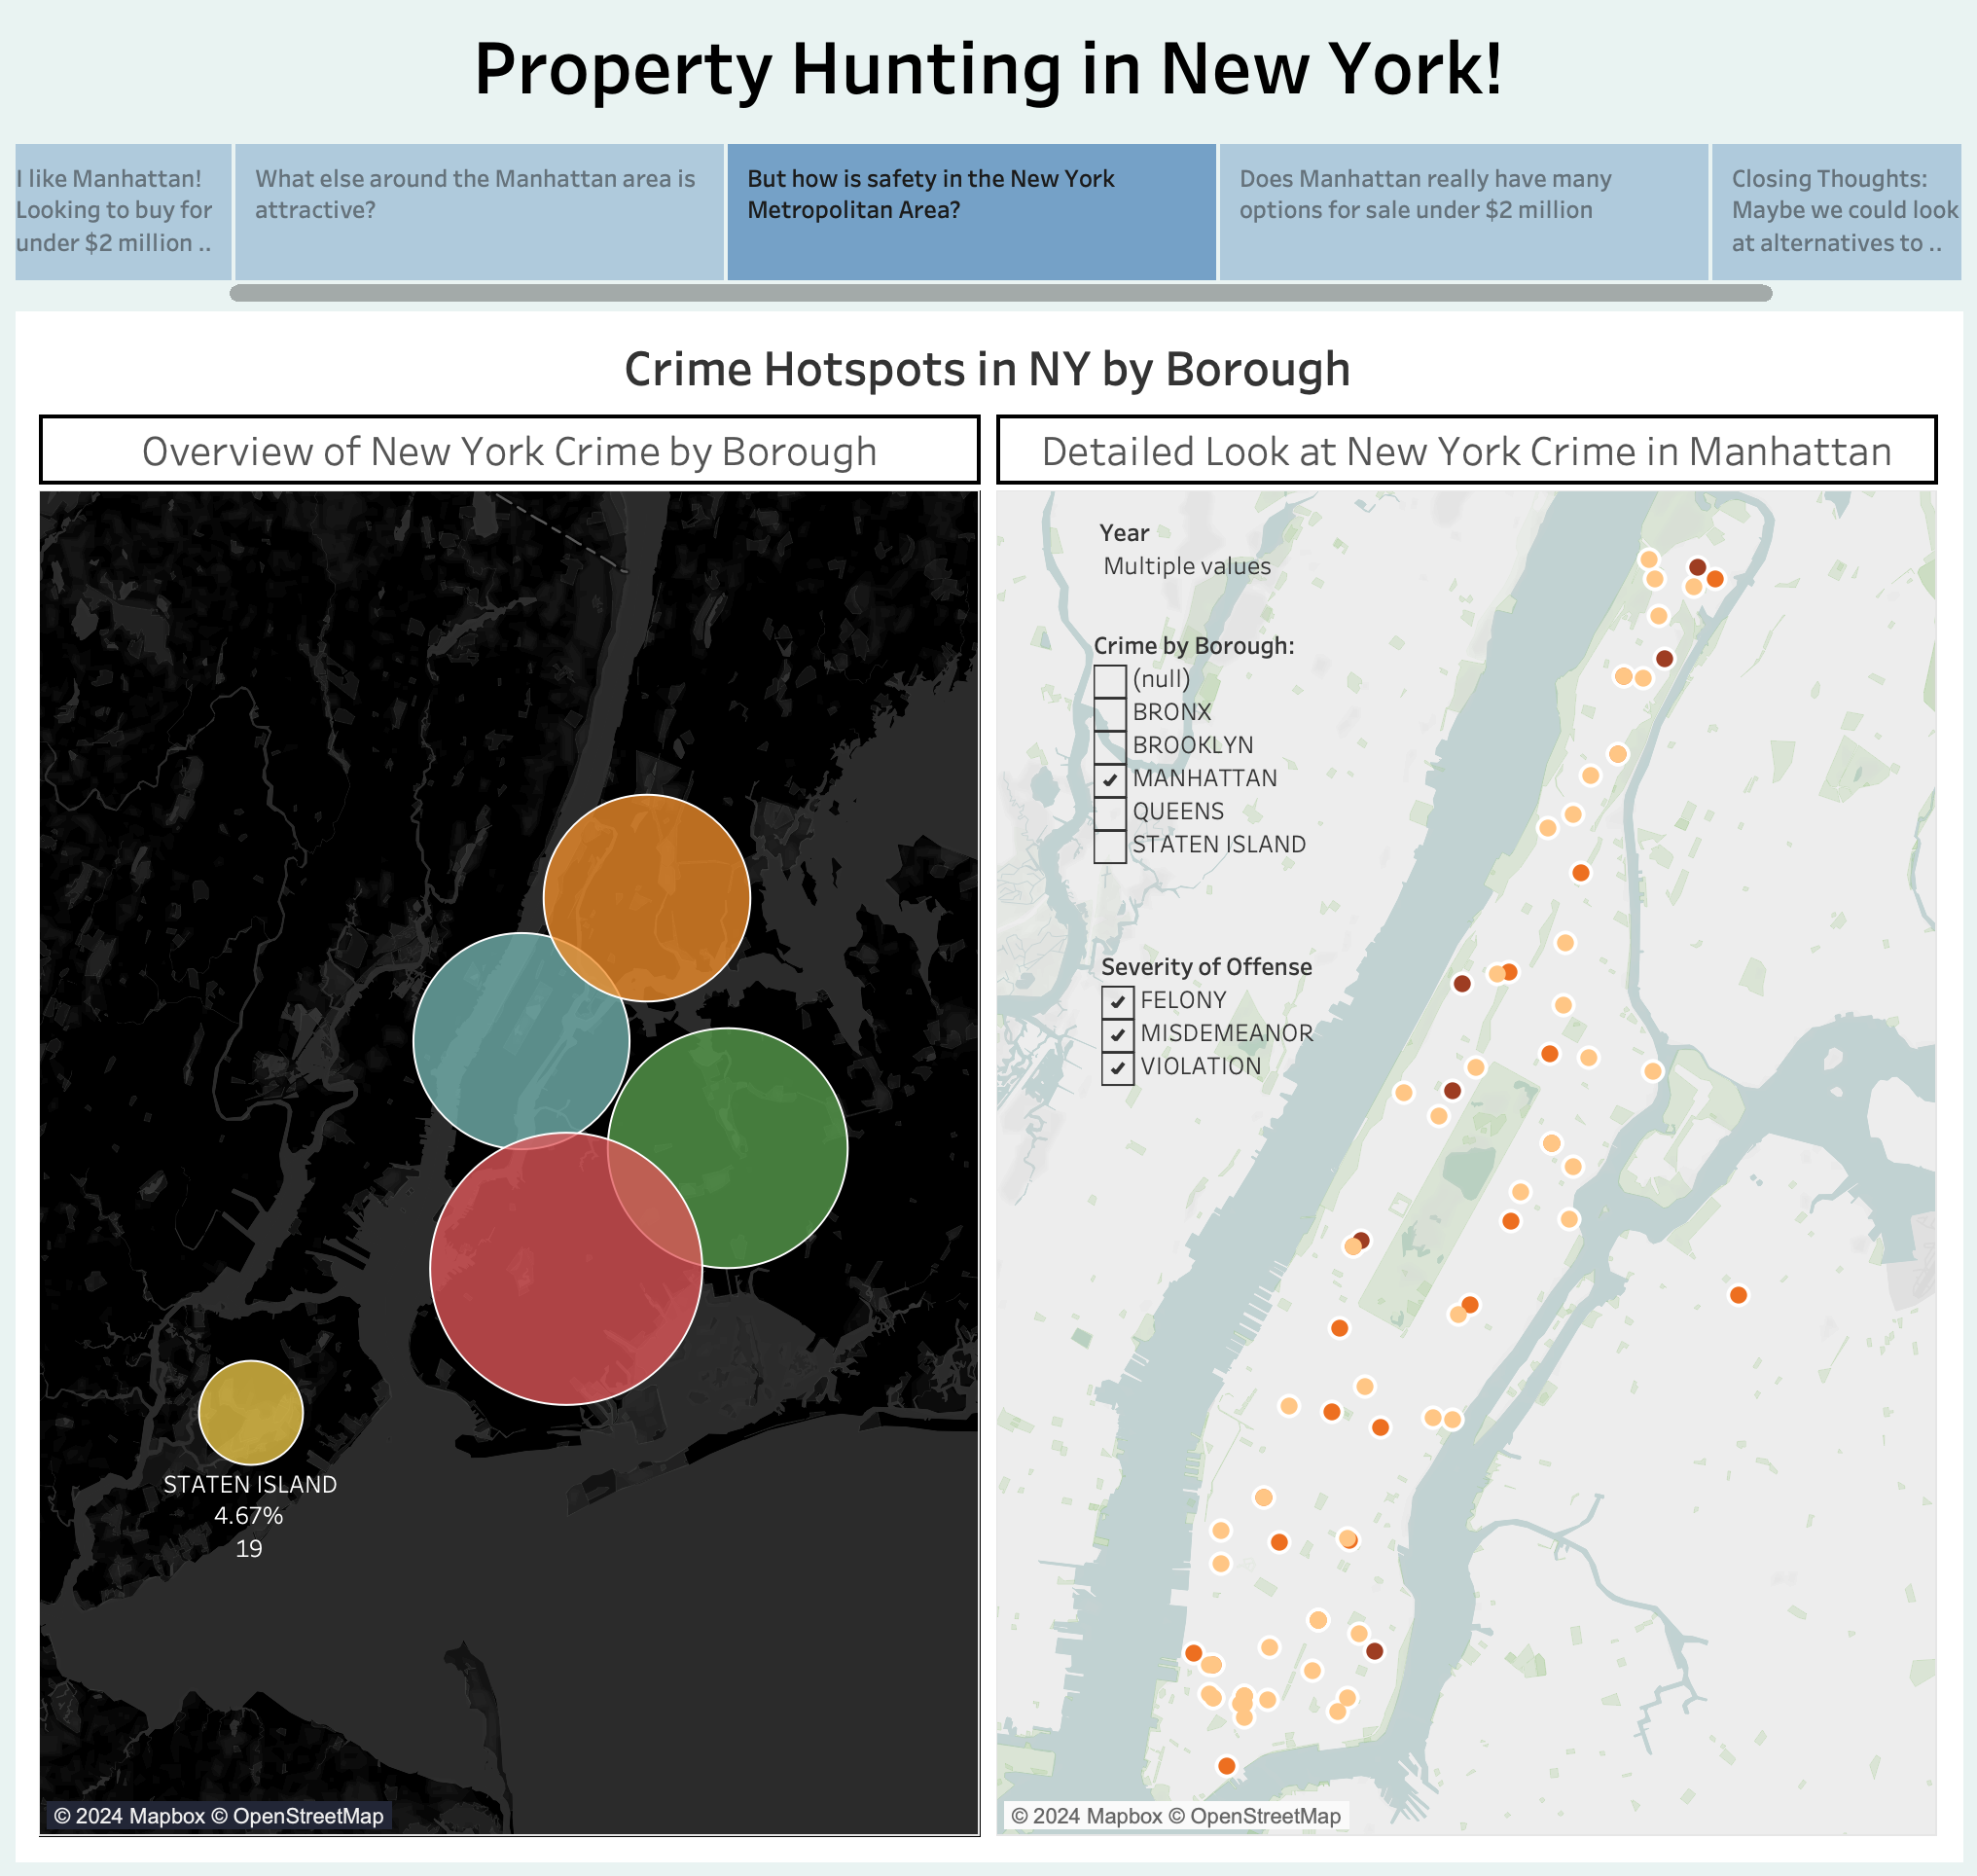 Property Hunting in New York!
I like Manhattan!
Looking to buy for
under $2 million ..
What else around the Manhattan area is
attractive?
But how is safety in the New York
Metropolitan Area?
Does Manhattan really have many
options for sale under $2 million
Closing Thoughts:
Maybe we could look
at alternatives to ..
Crime Hotspots in NY by Borough
Overview of New York Crime by Borough
STATEN ISLAND
4.67%
19
© 2024 Mapbox © OpenStreetMap
Detailed Look at New York Crime in Manhattan
Year
Multiple values
Crime by Borough:
(null)
BRONX
BROOKLYN
MANHATTAN
QUEENS
STATEN ISLAND
Severity of Offense
FELONY
MISDEMEANOR
VIOLATION
© 2024 Mapbox © OpenStreetMap